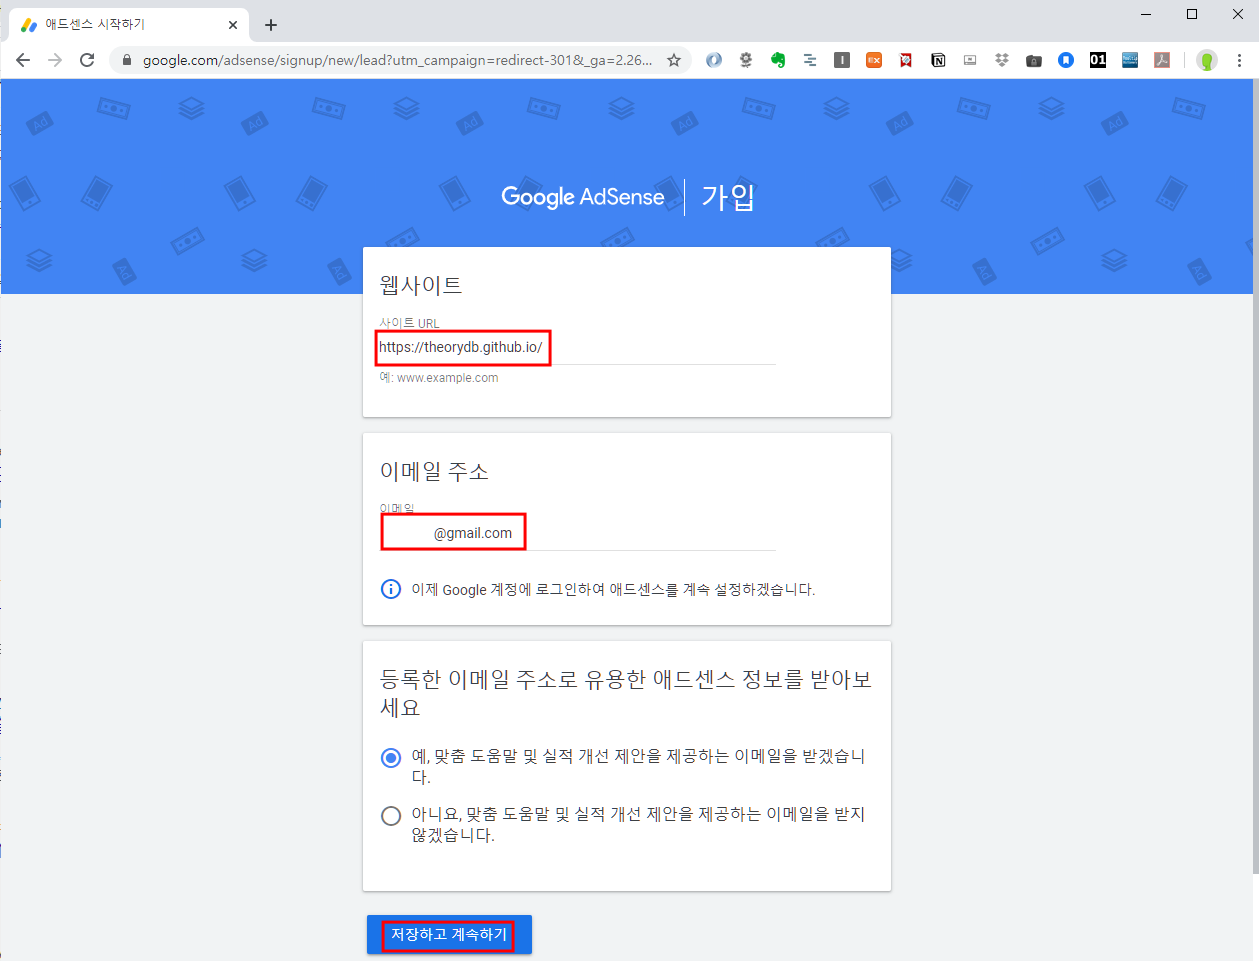 애드센스 시작하기
google.com/adsense/signup/new/lead?utm_campaign=redirect-301&_ga=2.26...
Google AdSense 가입
웹사이트
사이트 URL
https://theorydb.github.io/
예: www.example.com
이메일 주소
이메일
@gmail.com
이제 Google 계정에 로그인하여 애드센스를 계속 설정하겠습니다.
등록한 이메일 주소로 유용한 애드센스 정보를 받아보
세요
예, 맞춤 도움말 및 실적 개선 제안을 제공하는 이메일을 받겠습니
다.
아니요, 맞춤 도움말 및 실적 개선 제안을 제공하는 이메일을 받지
않겠습니다.
저장하고 계속하기